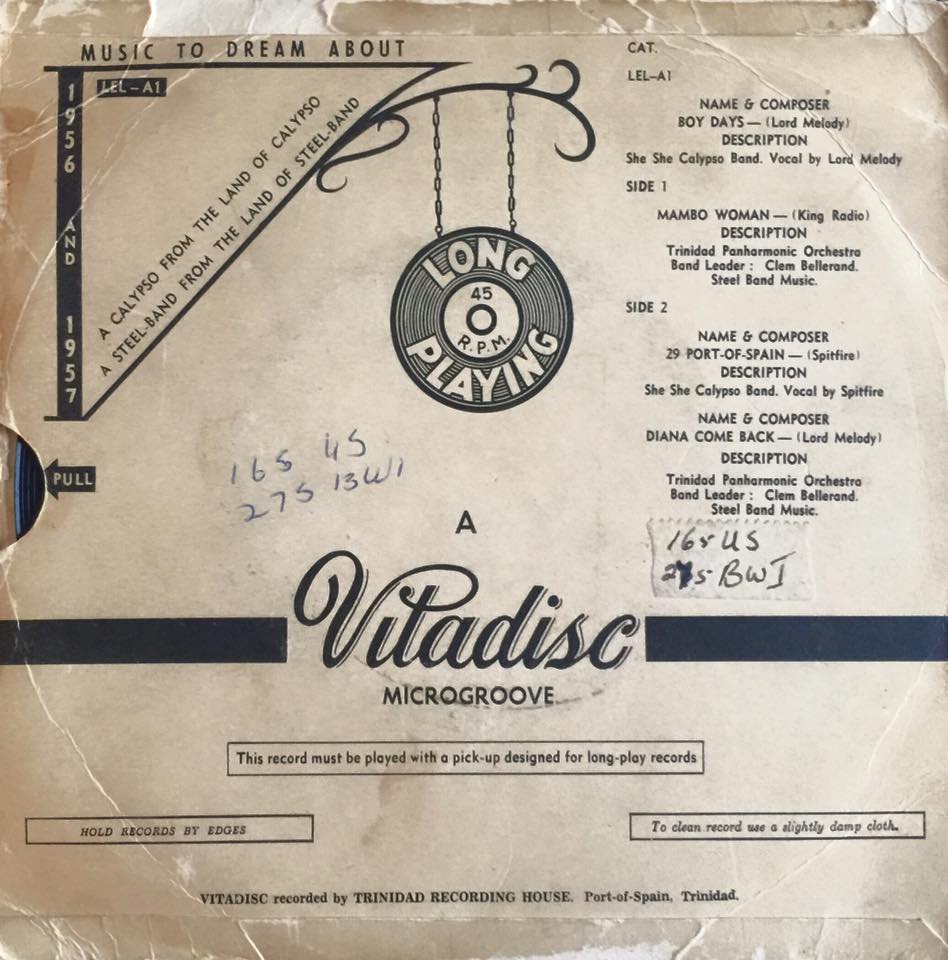 MUSIC TO DREAM ABOUT
LEL-A1
1956 AND 1957
A CALYPSO FROM THE LAND OF CALYPSO
A STEEL-BAND FROM THE LAND OF STEEL-BAND
LONG
45
R.P.M.
PLAYING
PULL
16s US
27s BWI
CAT.
LEL-A1
NAME & COMPOSER
BOY DAYS — (Lord Melody)
DESCRIPTION
She She Calypso Band. Vocal by Lord Melody
SIDE 1
MAMBO WOMAN — (King Radio)
DESCRIPTION
Trinidad Panharmonic Orchestra
Band Leader : Clem Bellerand.
Steel Band Music.
SIDE 2
NAME & COMPOSER
29 PORT-OF-SPAIN — (Spitfire)
DESCRIPTION
She She Calypso Band. Vocal by Spitfire
NAME & COMPOSER
DIANA COME BACK — (Lord Melody)
DESCRIPTION
Trinidad Panharmonic Orchestra
Band Leader : Clem Bellerand.
Steel Band Music.
16s US
BWI
A
Vitadisc
MICROGROOVE
This record must be played with a pick-up designed for long-play records
HOLD RECORDS BY EDGES
To clean record use a slightly damp cloth.
VITADISC recorded by TRINIDAD RECORDING HOUSE. Port-of-Spain, Trinidad.